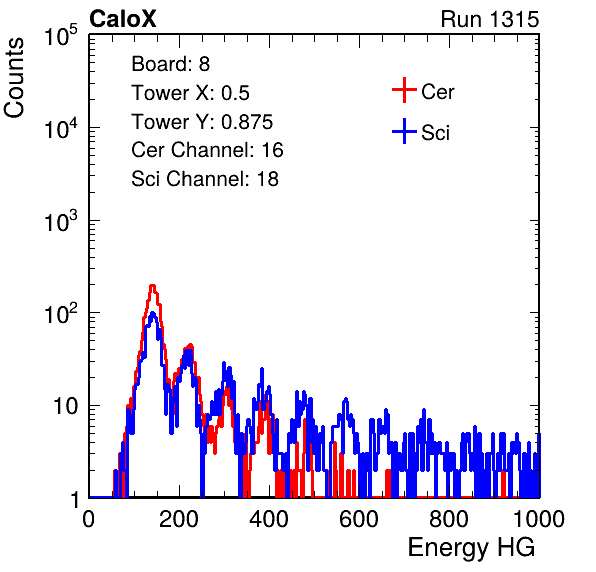 CaloX Run 1315
Counts
Board: 8
Tower X: 0.5
Tower Y: 0.875
Cer Channel: 16
Sci Channel: 18
Cer
Sci
10^5
10^4
10^3
10^2
10
1
0 200 400 600 800 1000
Energy HG